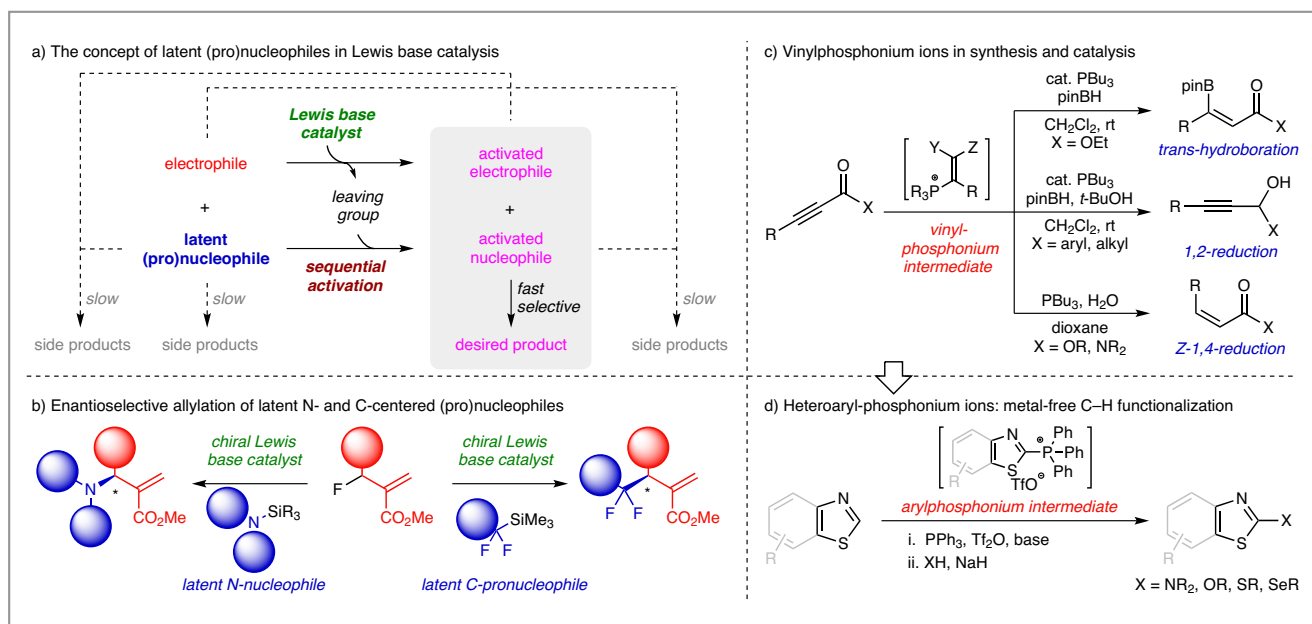 a) The concept of latent (pro)nucleophiles in Lewis base catalysis
Lewis base
catalyst
electrophile
activated
electrophile
leaving
group
+
+
latent
(pro)nucleophile
activated
nucleophile
sequential
activation
fast
selective
slow
slow
slow
side products
side products
desired product
side products
b) Enantioselective allylation of latent N- and C-centered (pro)nucleophiles
chiral Lewis
base catalyst
chiral Lewis
base catalyst
N
*
CO2Me
SiR3
N
latent N-nucleophile
F
CO2Me
SiMe3
F
F
latent C-pronucleophile
F F
*
CO2Me
c) Vinylphosphonium ions in synthesis and catalysis
O
X
R
Y Z
R3P
⊕
R
vinyl-
phosphonium
intermediate
cat. PBu3
pinBH
CH2Cl2, rt
X = OEt
pinB
O
R
X
trans-hydroboration
cat. PBu3
pinBH, t-BuOH
CH2Cl2, rt
X = aryl, alkyl
OH
R
X
1,2-reduction
PBu3, H2O
dioxane
X = OR, NR2
R
O
X
Z-1,4-reduction
d) Heteroaryl-phosphonium ions: metal-free C–H functionalization
N
S
R
N
⊕
P
Ph
Ph
Ph
S
R
TfO⊖
arylphosphonium intermediate
i. PPh3, Tf2O, base
ii. XH, NaH
N
X
S
R
X = NR2, OR, SR, SeR